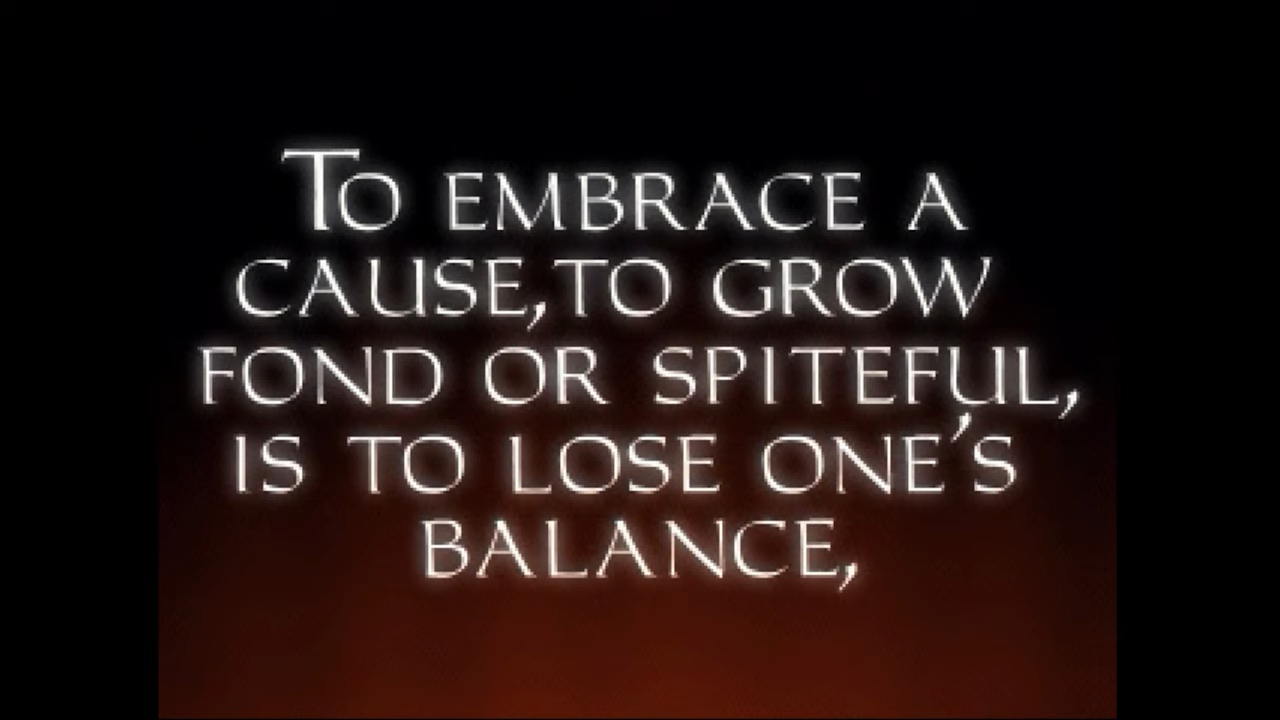 TO EMBRACE A
CAUSE, TO GROW
FOND OR SPITEFUL,
IS TO LOSE ONE'S
BALANCE,